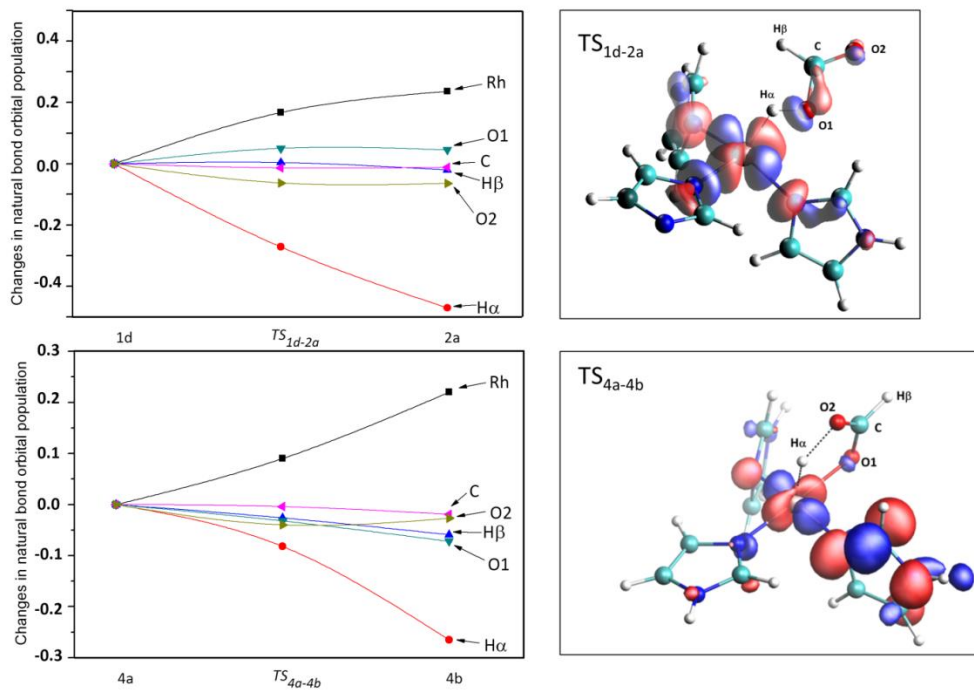 Changes in natural bond orbital population
0.4
0.2
0.0
-0.2
-0.4
Rh
O1
C
Hβ
O2
Hα
1d
TS1d-2a
2a
TS1d-2a
Hβ
C
O2
Hα
O1
Changes in natural bond orbital population
0.3
0.2
0.1
0.0
-0.1
-0.2
-0.3
Rh
C
O2
Hβ
O1
Hα
4a
TS4a-4b
4b
TS4a-4b
Hβ
O2
C
Hα
O1